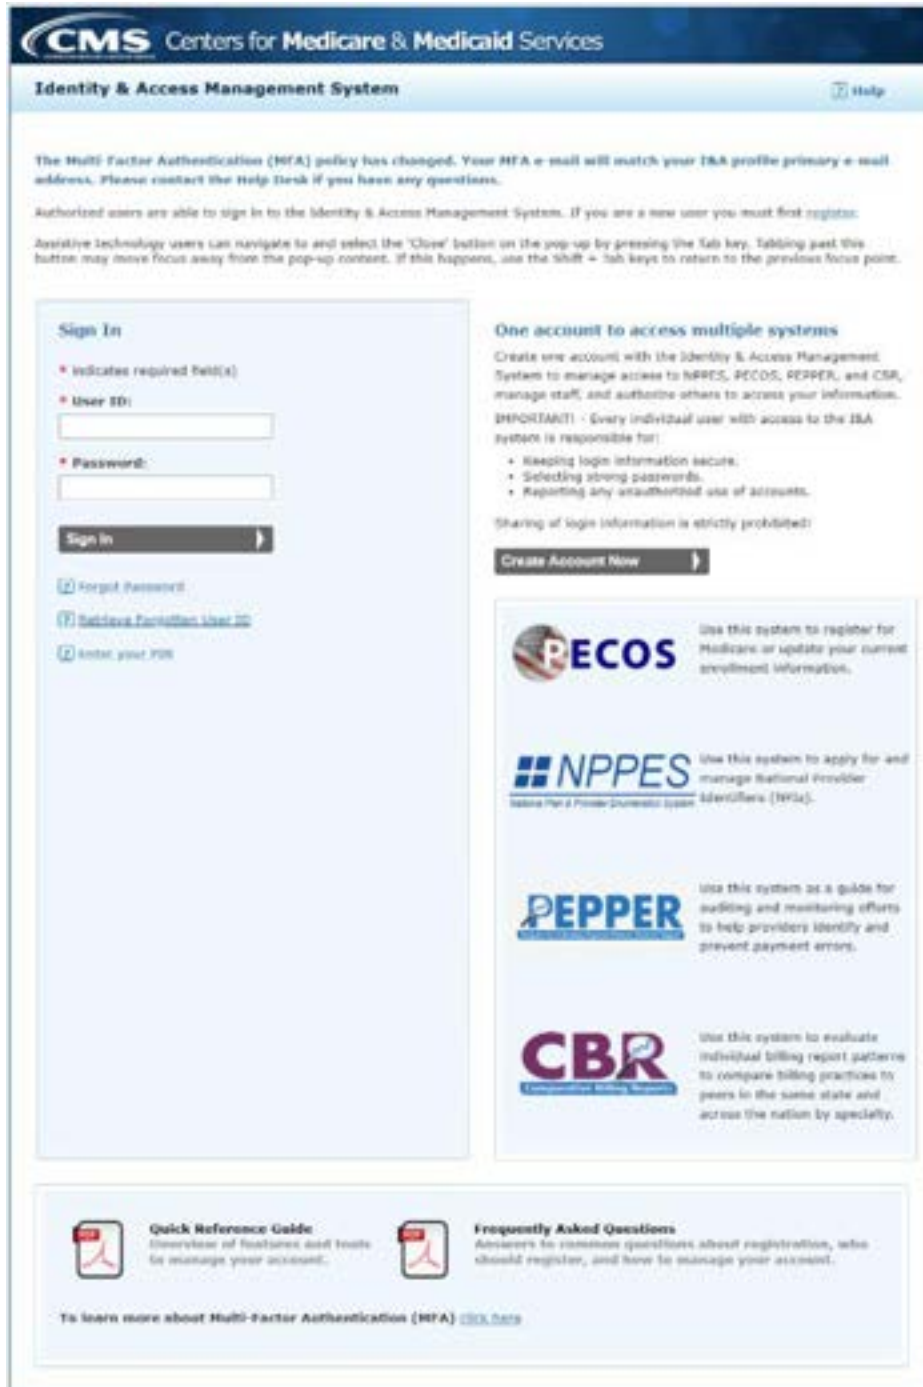 CMS Centers for Medicare & Medicaid Services
Identity & Access Management System
Help
The Multi-Factor Authentication (MFA) policy has changed. Your MFA e-mail will match your I&A profile primary e-mail
address. Please contact the Help Desk if you have any questions.
Authorized users are able to sign in to the Identity & Access Management System. If you are a new user you must first register.
Assistive technology users can navigate to and select the 'Close' button on the pop-up by pressing the Tab key. Tabbing past this
button may move focus away from the pop-up content. If this happens, use the Shift + Tab keys to return to the previous focus point.
Sign In
* indicates required field(s)
* User ID:
* Password:
Sign In
Forgot Password
Retrieve Forgotten User ID
Enter your PIN
One account to access multiple systems
Create one account with the Identity & Access Management
System to manage access to NPPES, PECOS, PEPPER, and CBR,
manage staff, and authorize others to access your information.
IMPORTANT! - Every individual user with access to the I&A
system is responsible for:
• Keeping login information secure.
• Selecting strong passwords.
• Reporting any unauthorized use of accounts.
Sharing of login information is strictly prohibited!
Create Account Now
PECOS
Use this system to register for
Medicare or update your current
enrollment information.
NPPES
National Plan & Provider Enumeration System
Use this system to apply for and
manage National Provider
Identifiers (NPIs).
PEPPER
Use this system as a guide for
auditing and monitoring efforts
to help providers identify and
prevent payment errors.
CBR
Comparative Billing Reports
Use this system to evaluate
individual billing report patterns
to compare billing practices to
peers in the same state and
across the nation by specialty.
PDF
Quick Reference Guide
Overview of features and tools
to manage your account.
PDF
Frequently Asked Questions
Answers to common questions about registration, who
should register, and how to manage your account.
To learn more about Multi-Factor Authentication (MFA) click here